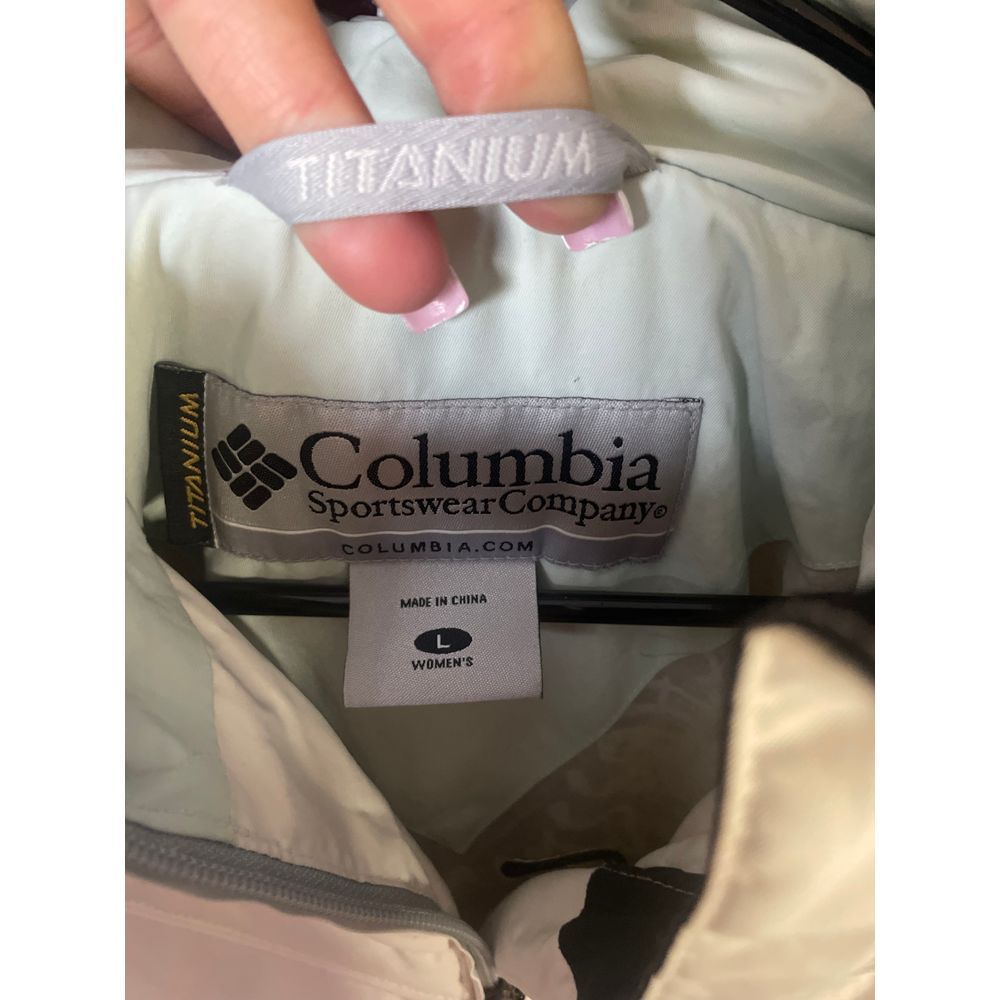 TITANIUM
TITANIUM
Columbia
Sportswear Company®
COLUMBIA.COM
MADE IN CHINA
L
WOMEN'S